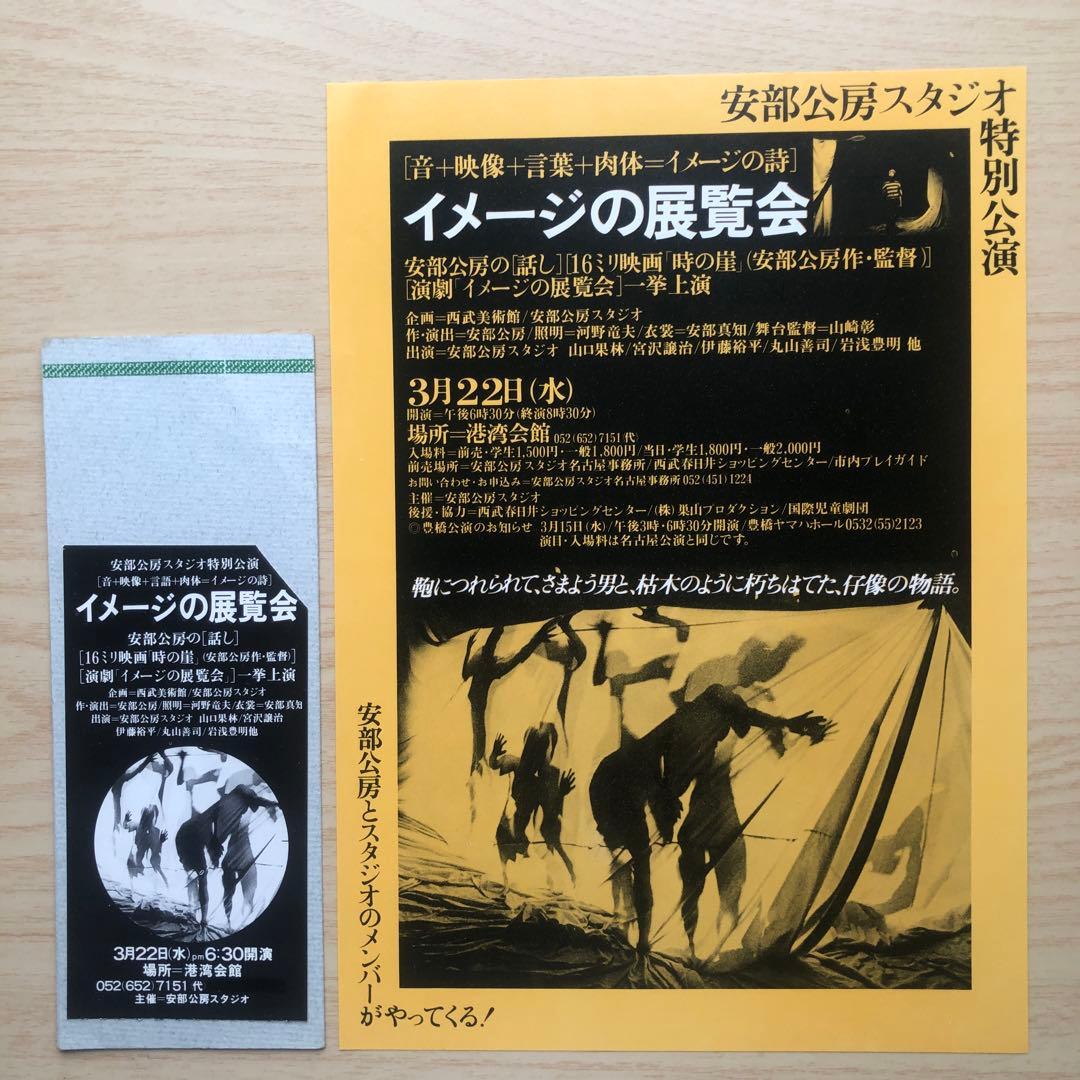 安部公房スタジオ特別公演
[音+映像+言葉+肉体=イメージの詩]
イメージの展覧会
安部公房の[話し][16ミリ映画「時の崖」(安部公房作・監督)]
[演劇「イメージの展覧会]一挙上演
企画=西武美術館/安部公房スタジオ
作・演出=安部公房/照明=河野竜夫/衣裳=安部真知/舞台監督=山崎彰
出演=安部公房スタジオ 山口果林/宮沢譲治/伊藤裕平/丸山善司/岩浅豊明 他
3月22日(水)
開演=午後6時30分(終演8時30分)
場所=港湾会館 052(652)7151代
入場料=前売・学生1,500円・一般1,800円/当日・学生1,800円・一般2,000円
前売場所=安部公房スタジオ名古屋事務所/西武春日井ショッピングセンター/市内プレイガイド
お問い合わせ・お申込み=安部公房スタジオ名古屋事務所052(451)1224
主催=安部公房スタジオ
後援・協力=西武春日井ショッピングセンター/(株)巣山プロダクション/国際児童劇団
◎豊橋公演のお知らせ 3月15日(水)/午後3時・6時30分開演/豊橋ヤマハホール0532(55)2123
演目・入場料は名古屋公演と同じです。
鞄につれられて、さまよう男と、枯木のように朽ちはてた、仔像の物語。
安部公房とスタジオのメンバーがやってくる!
安部公房スタジオ特別公演
[音+映像+言語+肉体=イメージの詩]
イメージの展覧会
安部公房の[話し]
[16ミリ映画「時の崖」(安部公房作・監督)]
[演劇「イメージの展覧会」]一挙上演
企画=西武美術館/安部公房スタジオ
作・演出=安部公房/照明=河野竜夫/衣裳=安部真知
出演=安部公房スタジオ 山口果林/宮沢譲治
伊藤裕平/丸山善司/岩浅豊明他
3月22日(水)pm6:30開演
場所=港湾会館
052(652)7151代
主催=安部公房スタジオ